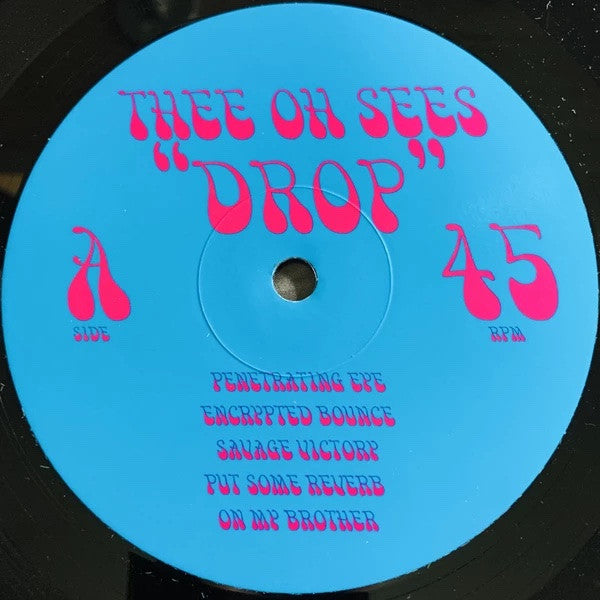 THEE OH SEES
"DROP"
A
SIDE
45
RPM
PENETRATING EYE
ENCRYPTED BOUNCE
SAVAGE VICTORY
PUT SOME REVERB
ON MY BROTHER